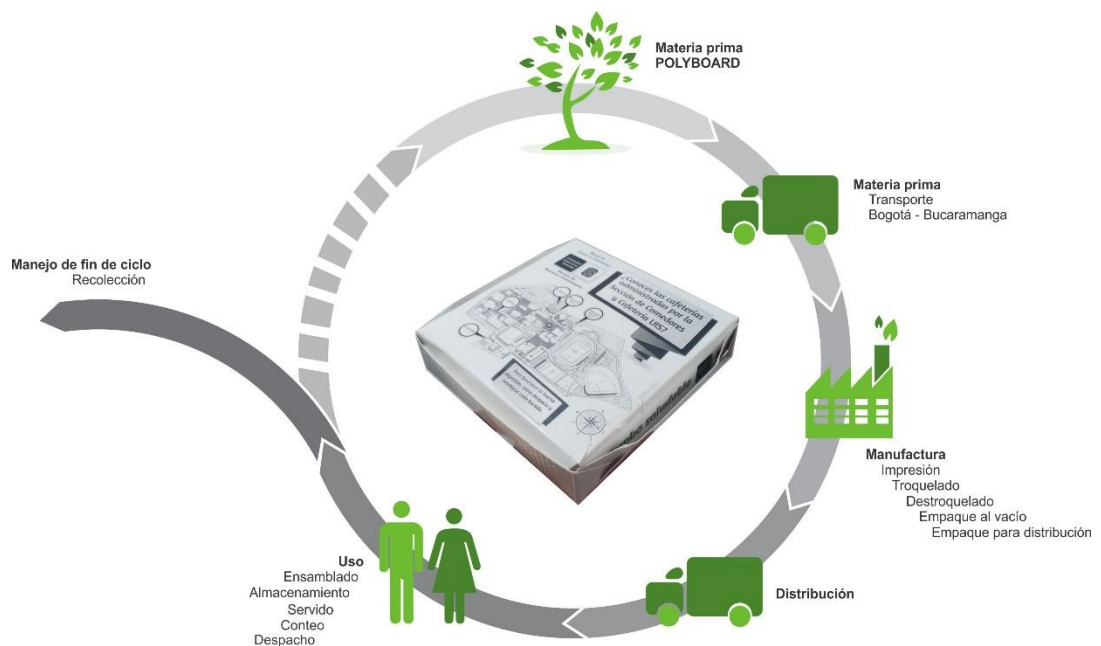 Materia prima
POLYBOARD
Materia prima
Transporte
Bogotá - Bucaramanga
Manejo de fin de ciclo
Recolección
¿Conoces las cafeterías
administradas por la
Sección de Comedores
y Cafetería UIS?
Manufactura
Impresión
Troquelado
Destroquelado
Empaque al vacío
Empaque para distribución
Distribución
Uso
Ensamblado
Almacenamiento
Servido
Conteo
Despacho